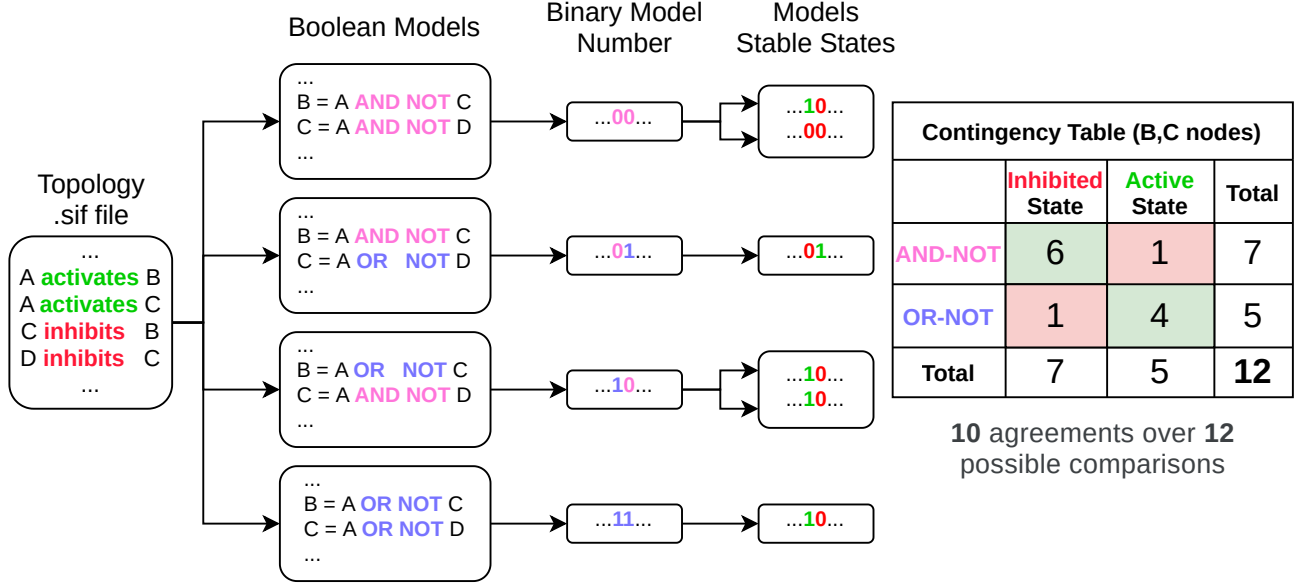 Boolean Models
Binary Model
Number
Models
Stable States
Topology
.sif file
...
A activates B
A activates C
C inhibits B
D inhibits C
...
...
B = A AND NOT C
C = A AND NOT D
...
...00...
...10...
...00...
...
B = A AND NOT C
C = A OR NOT D
...
...01...
...01...
...
B = A OR NOT C
C = A AND NOT D
...
...10...
...10...
...10...
...
B = A OR NOT C
C = A OR NOT D
...
...11...
...10...
Contingency Table (B,C nodes)
Inhibited State
Active State
Total
AND-NOT 6 1 7
OR-NOT 1 4 5
Total 7 5 12
10 agreements over 12
possible comparisons